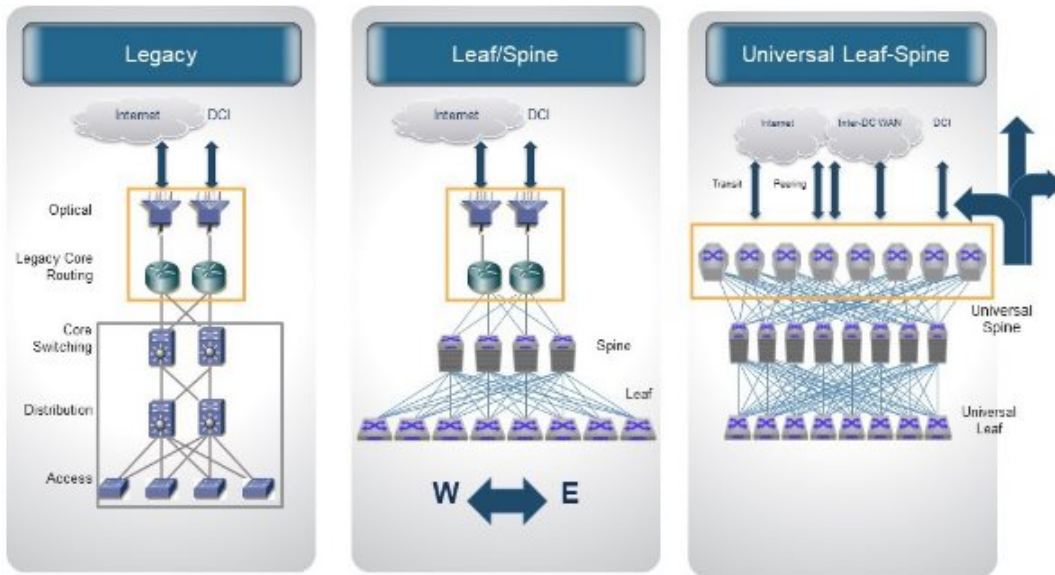 Legacy
Internet
DCI
Optical
Legacy Core
Routing
Core
Switching
Distribution
Access
Leaf/Spine
Internet
DCI
Spine
Leaf
W
E
Universal Leaf-Spine
Internet
Inter-DC WAN
DCI
Transit
Peering
Universal
Spine
Universal
Leaf